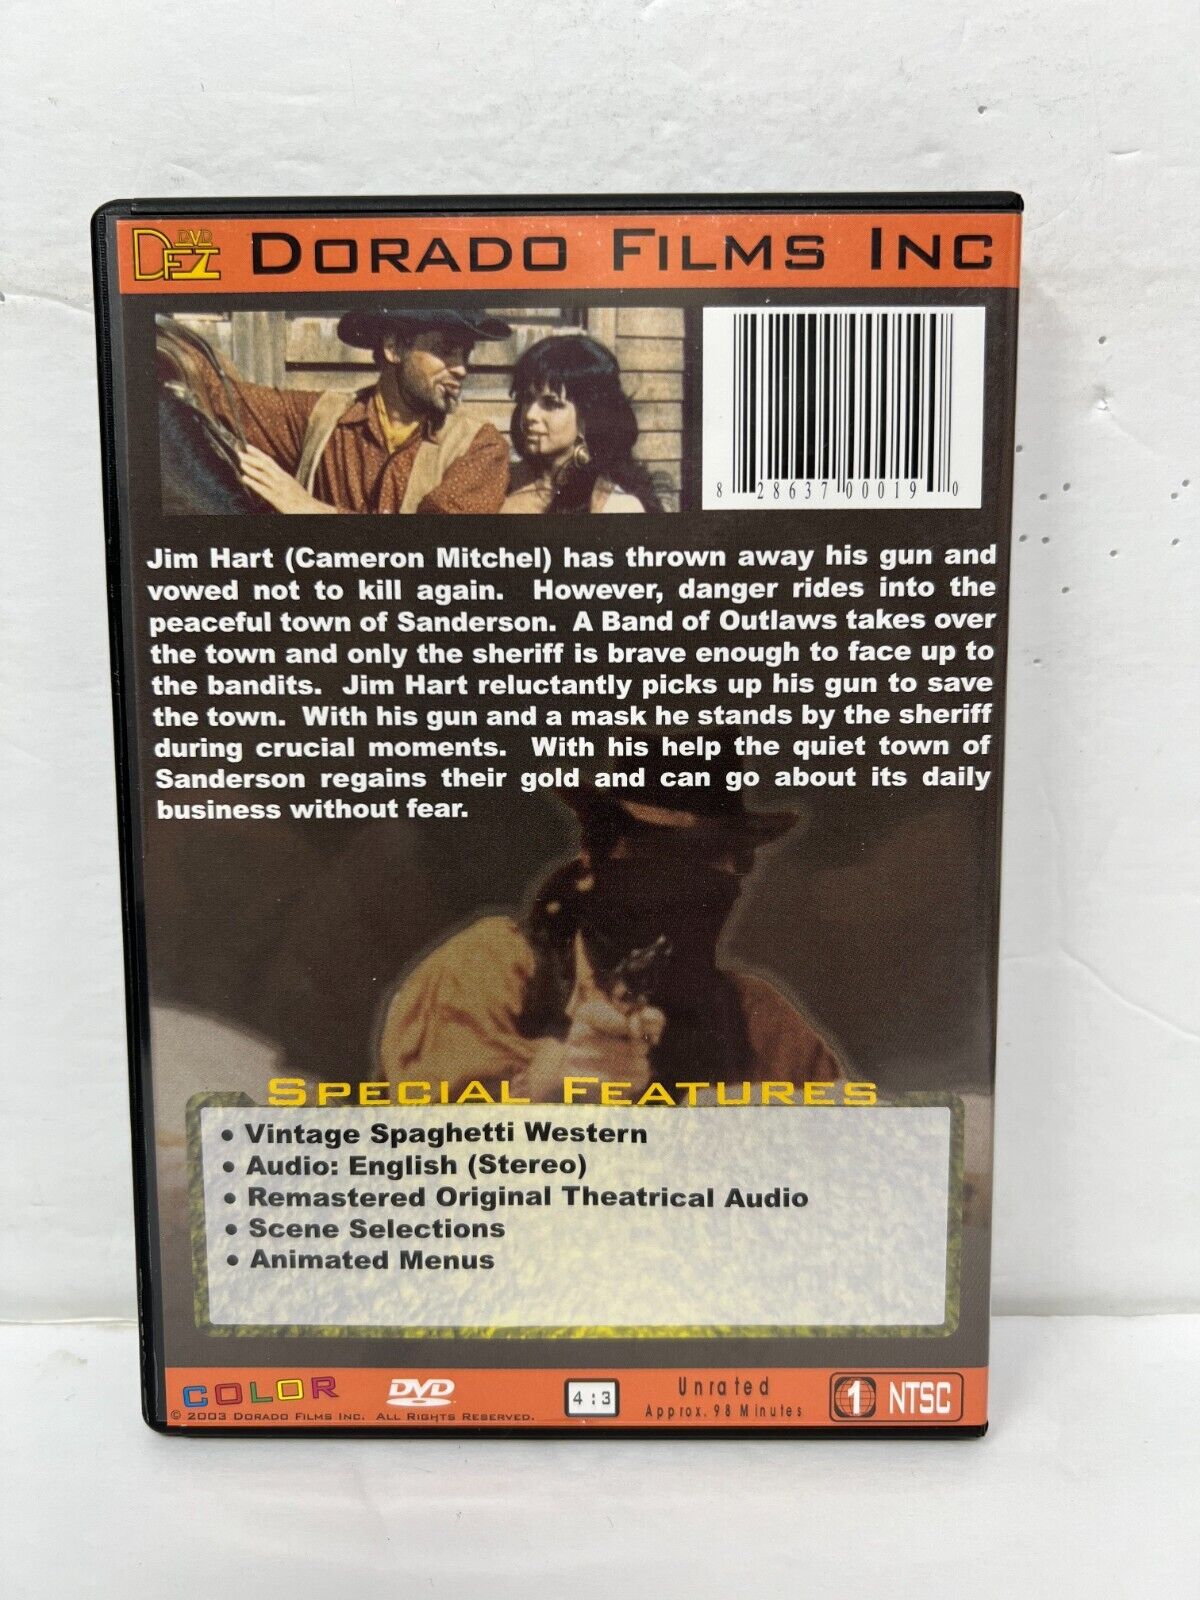 DVD
DFI
DORADO FILMS INC
8 28637 00019 0
Jim Hart (Cameron Mitchel) has thrown away his gun and
vowed not to kill again. However, danger rides into the
peaceful town of Sanderson. A Band of Outlaws takes over
the town and only the sheriff is brave enough to face up to
the bandits. Jim Hart reluctantly picks up his gun to save
the town. With his gun and a mask he stands by the sheriff
during crucial moments. With his help the quiet town of
Sanderson regains their gold and can go about its daily
business without fear.
SPECIAL FEATURES
• Vintage Spaghetti Western
• Audio: English (Stereo)
• Remastered Original Theatrical Audio
• Scene Selections
• Animated Menus
COLOR
© 2003 DORADO FILMS INC. ALL RIGHTS RESERVED.
DVD
4:3
Unrated
Approx. 98 Minutes
1 NTSC